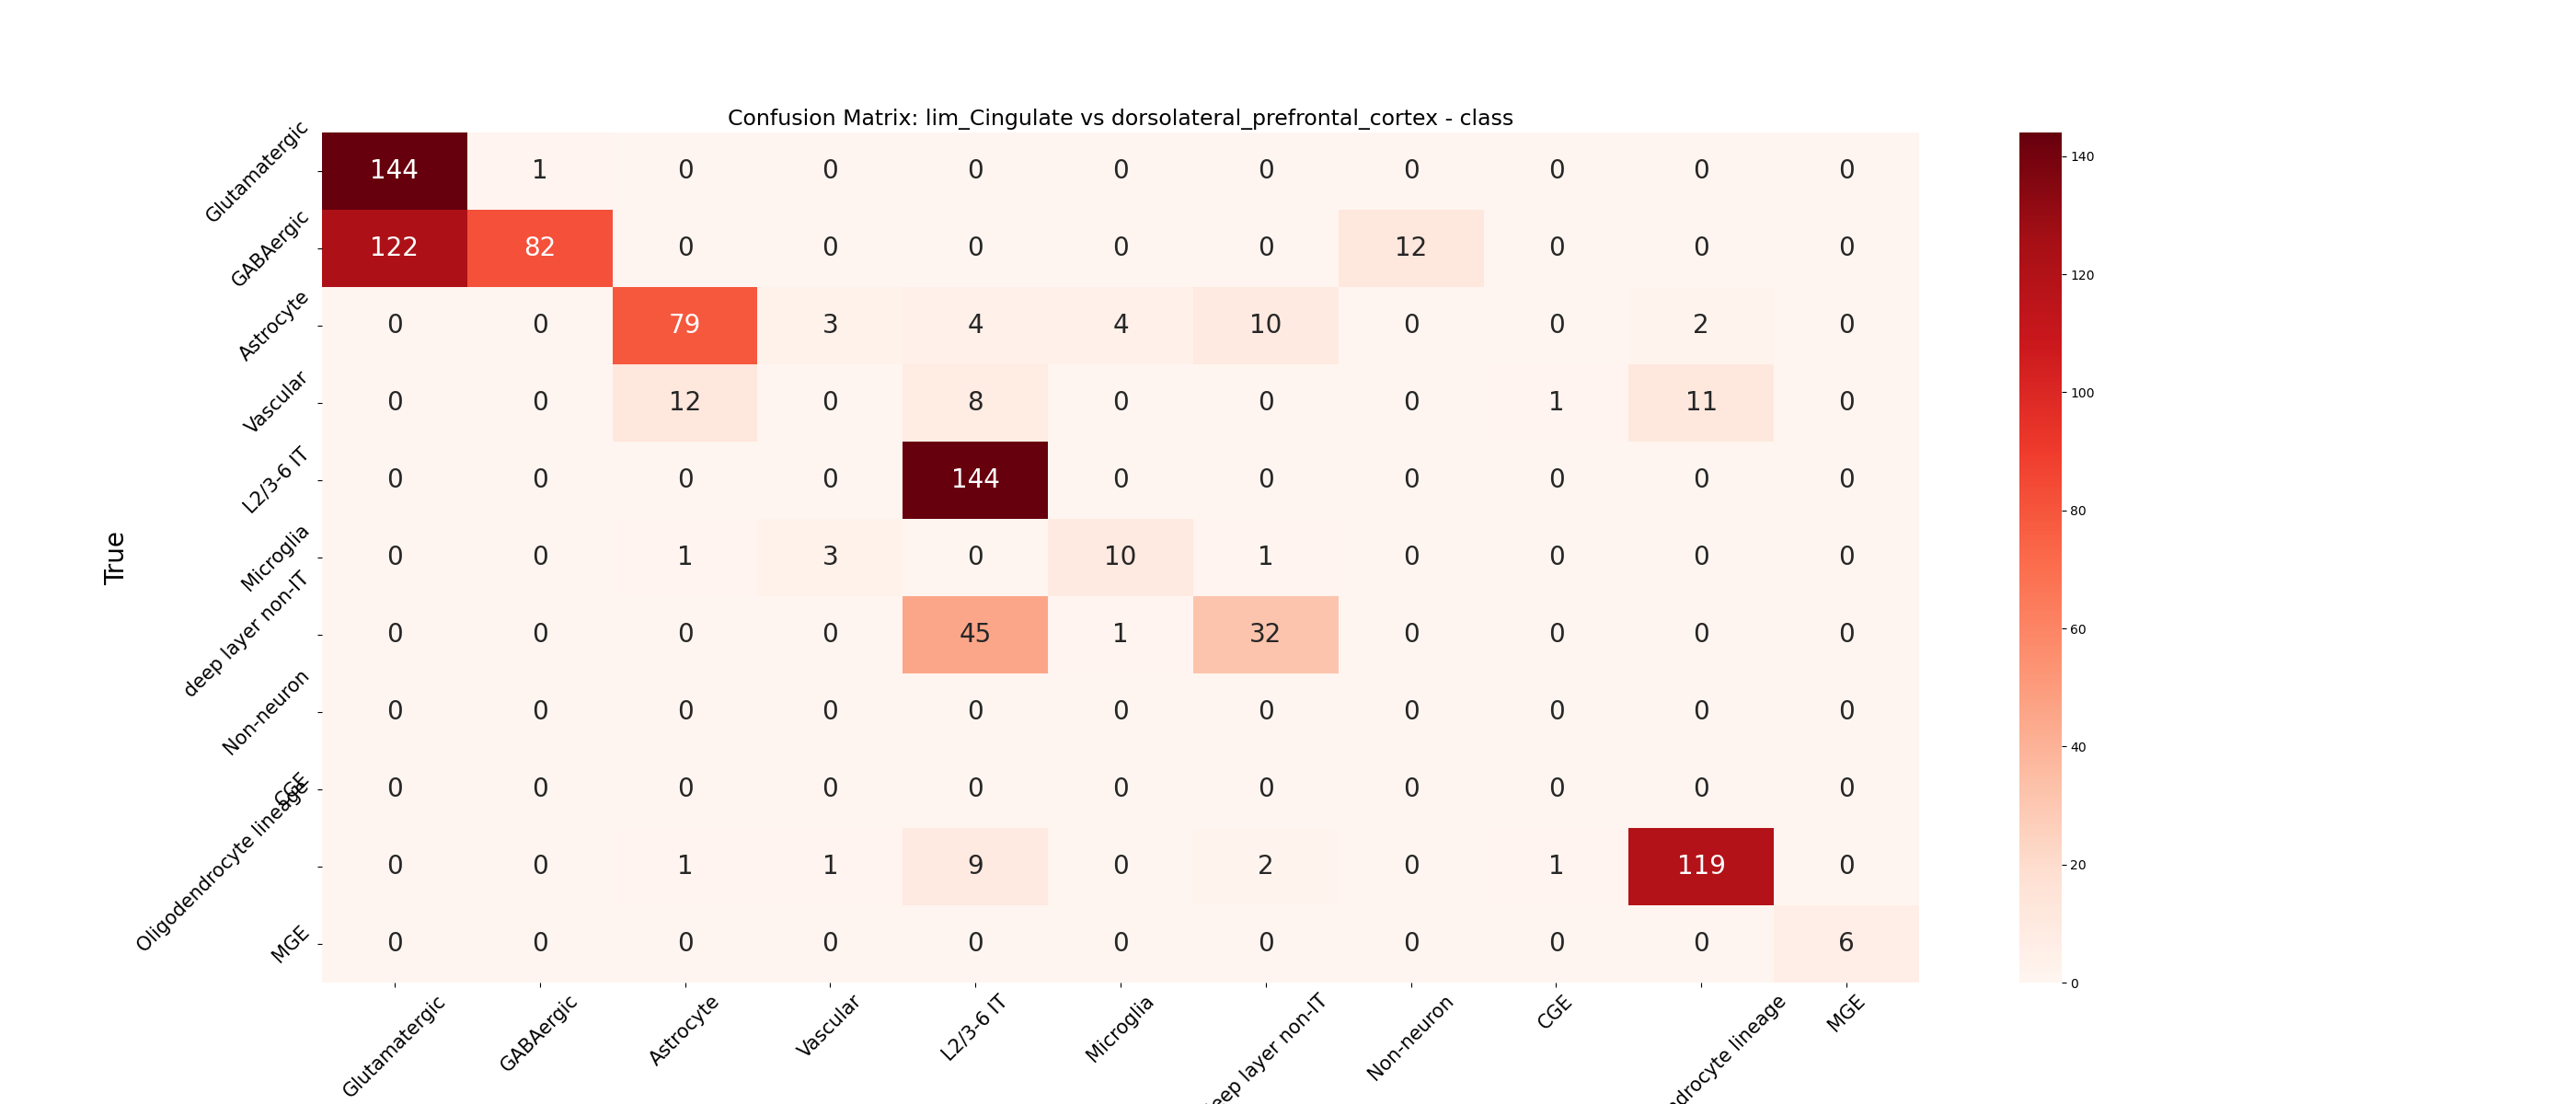 Confusion Matrix: lim_Cingulate vs dorsolateral_prefrontal_cortex - class
True
Glutamatergic 144 1 0 0 0 0 0 0 0 0 0
GABAergic 122 82 0 0 0 0 0 12 0 0 0
Astrocyte 0 0 79 3 4 4 10 0 0 2 0
Vascular 0 0 12 0 8 0 0 0 1 11 0
L2/3-6 IT 0 0 0 0 144 0 0 0 0 0 0
Microglia 0 0 1 3 0 10 1 0 0 0 0
deep layer non-IT 0 0 0 0 45 1 32 0 0 0 0
Non-neuron 0 0 0 0 0 0 0 0 0 0 0
CGE 0 0 0 0 0 0 0 0 0 0 0
Oligodendrocyte lineage 0 0 1 1 9 0 2 0 1 119 0
MGE 0 0 0 0 0 0 0 0 0 0 6
Glutamatergic GABAergic Astrocyte Vascular L2/3-6 IT Microglia layer non-IT Non-neuron CGE lineage MGE
140
120
100
80
60
40
20
0